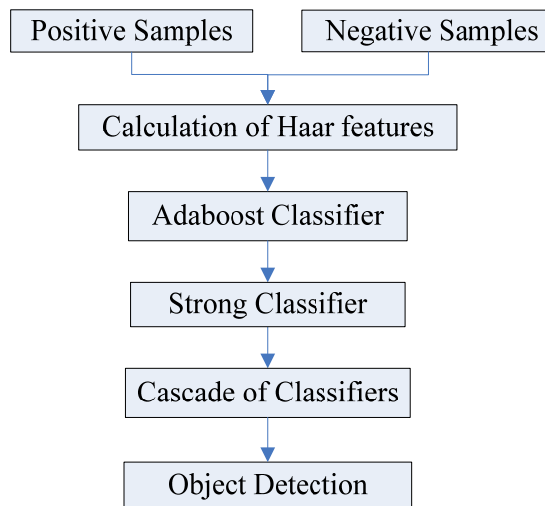 Positive Samples
Negative Samples
Calculation of Haar features
Adaboost Classifier
Strong Classifier
Cascade of Classifiers
Object Detection